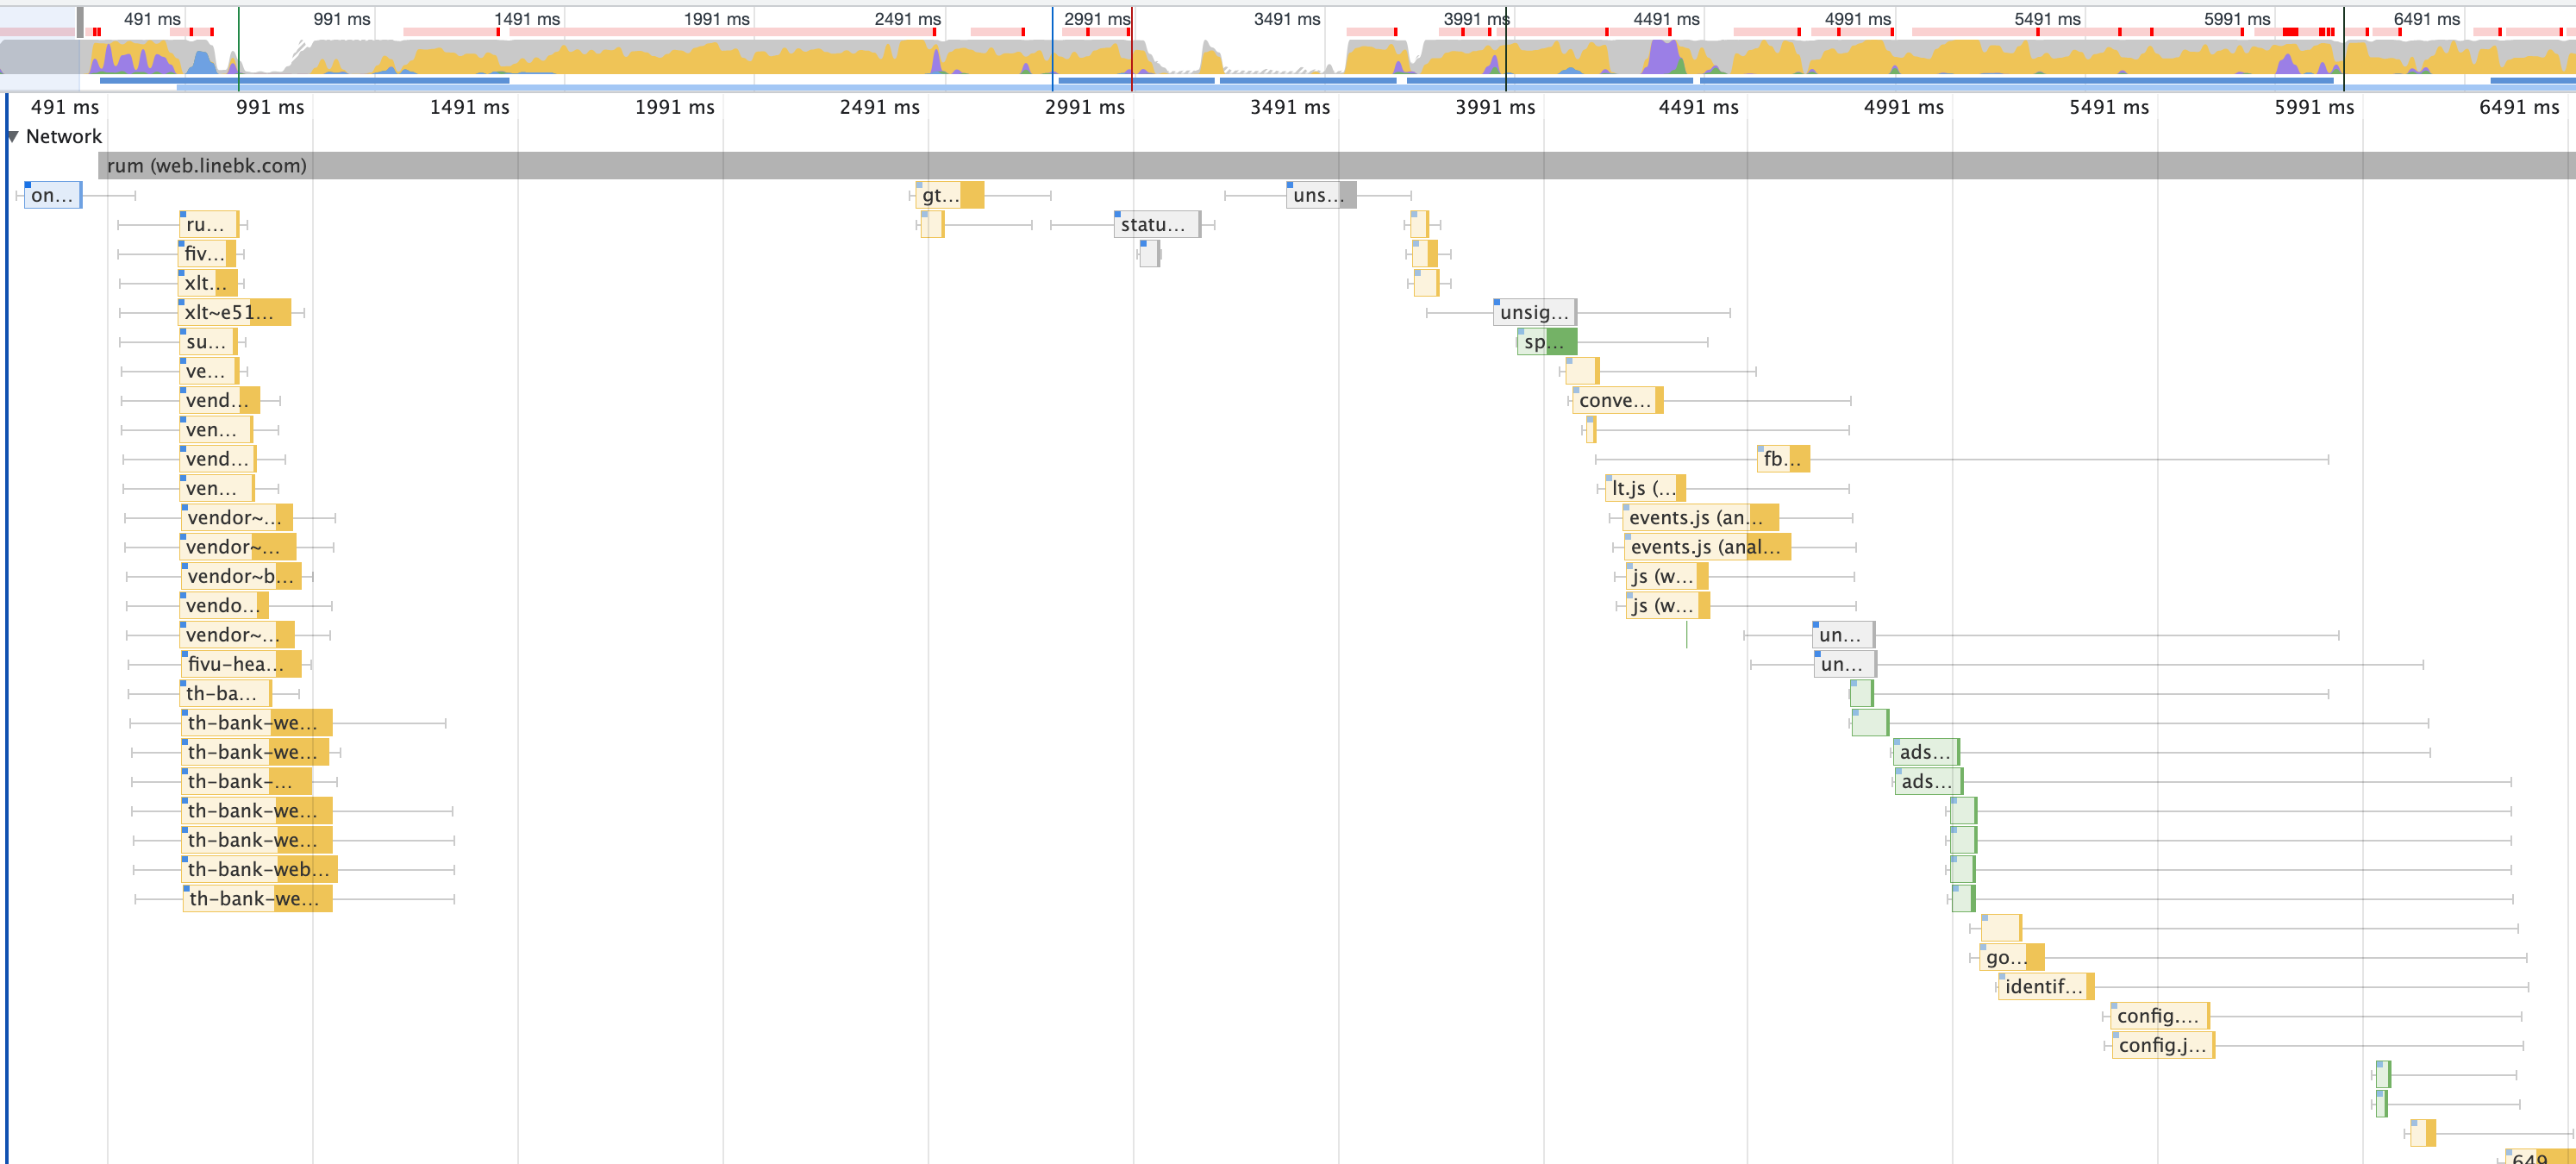 491 ms 991 ms 1491 ms 1991 ms 2491 ms 2991 ms 3491 ms 3991 ms 4491 ms 4991 ms 5491 ms 5991 ms 6491 ms
491 ms 991 ms 1491 ms 1991 ms 2491 ms 2991 ms 3491 ms 3991 ms 4491 ms 4991 ms 5491 ms 5991 ms 6491 ms
Network
rum (web.linebk.com)
on... gt... uns...
ru... statu...
fiv...
xlt...
xlt~e51... unsig...
su... sp...
ve...
vend... conve...
ven...
vend... fb...
ven... lt.js (...
vendor~... events.js (an...
vendor~... events.js (anal...
vendor~b... js (w...
vendo... js (w...
vendor~... un...
fivu-hea... un...
th-ba...
th-bank-we...
th-bank-we... ads...
th-bank-... ads...
th-bank-we...
th-bank-we...
th-bank-web...
th-bank-we...
go...
identif...
config....
config.j...
649